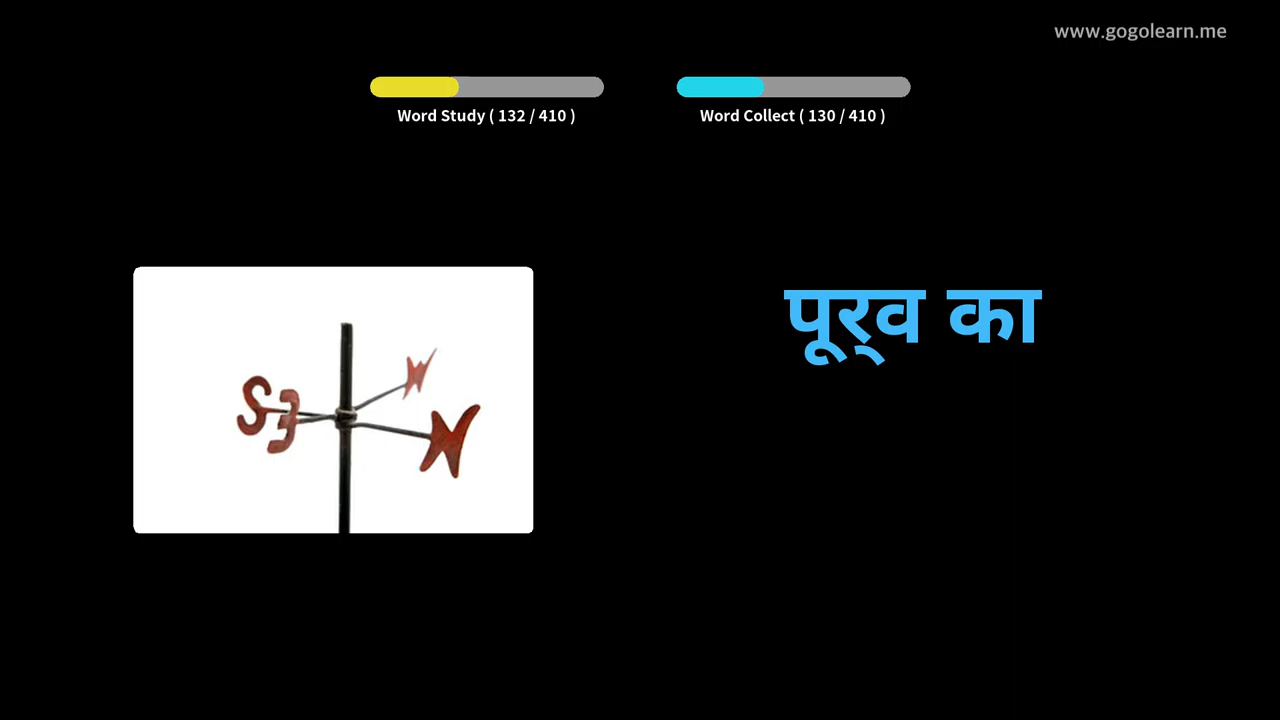 www.gogolearn.me
Word Study ( 132 / 410 )
Word Collect ( 130 / 410 )
पूर्व का
S E N N